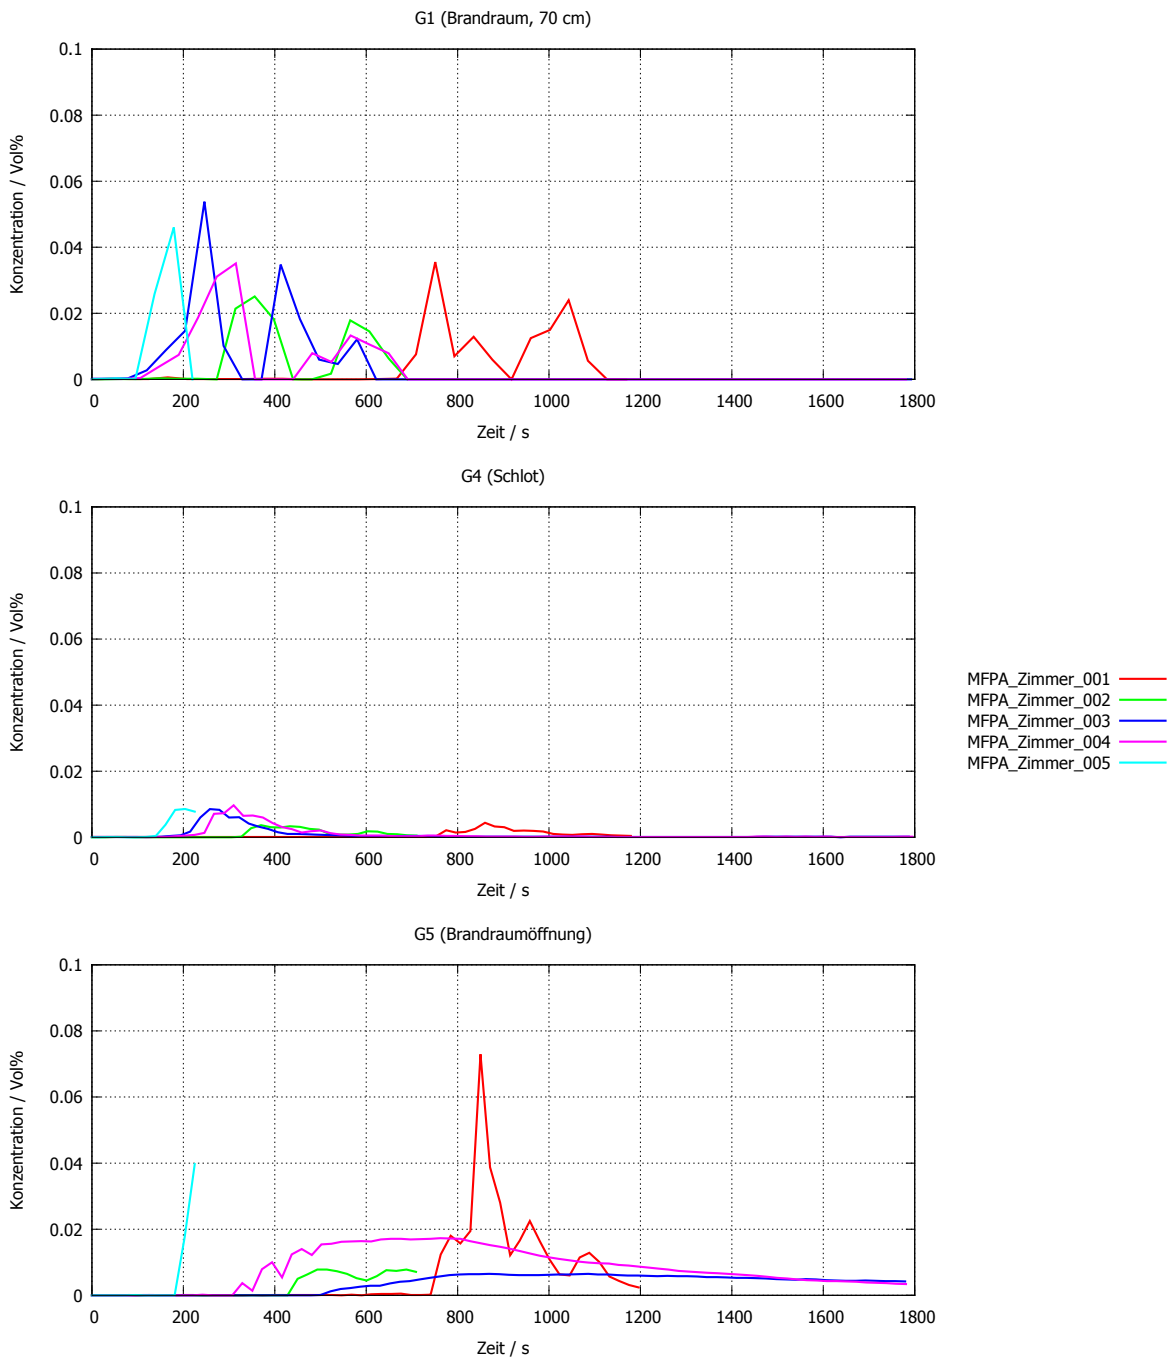 G1 (Brandraum, 70 cm)
0.1
0.08
0.06
0.04
0.02
0
Konzentration / Vol%
0 200 400 600 800 1000 1200 1400 1600 1800
Zeit / s
G4 (Schlot)
0.1
0.08
0.06
0.04
0.02
0
Konzentration / Vol%
0 200 400 600 800 1000 1200 1400 1600 1800
Zeit / s
MFPA_Zimmer_001
MFPA_Zimmer_002
MFPA_Zimmer_003
MFPA_Zimmer_004
MFPA_Zimmer_005
G5 (Brandraumöffnung)
0.1
0.08
0.06
0.04
0.02
0
Konzentration / Vol%
0 200 400 600 800 1000 1200 1400 1600 1800
Zeit / s